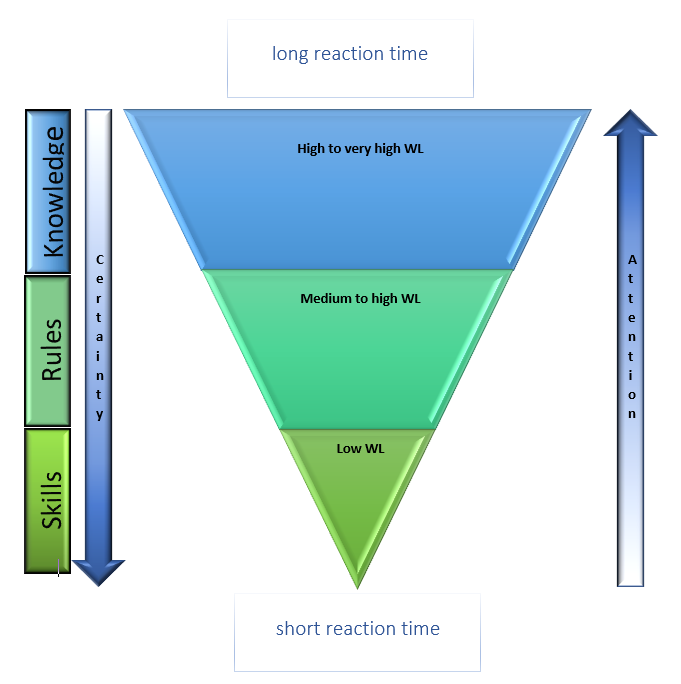 long reaction time
Knowledge
Certainty
High to very high WL
Attention
Rules
Medium to high WL
Skills
Low WL
short reaction time